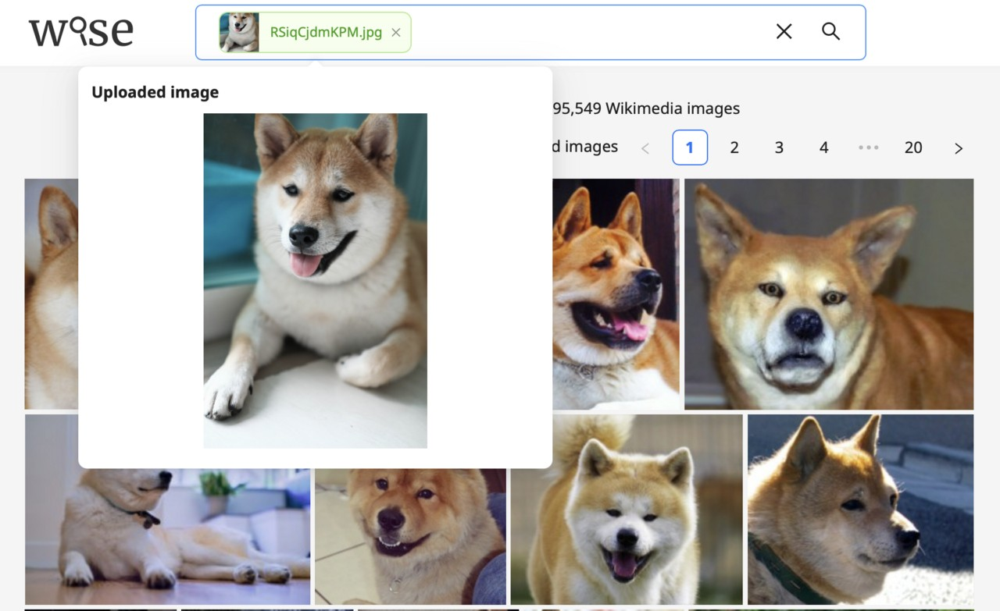 wise
RSiqCjdmKPM.jpg
Uploaded image
95,549 Wikimedia images
d images
1 2 3 4 ••• 20